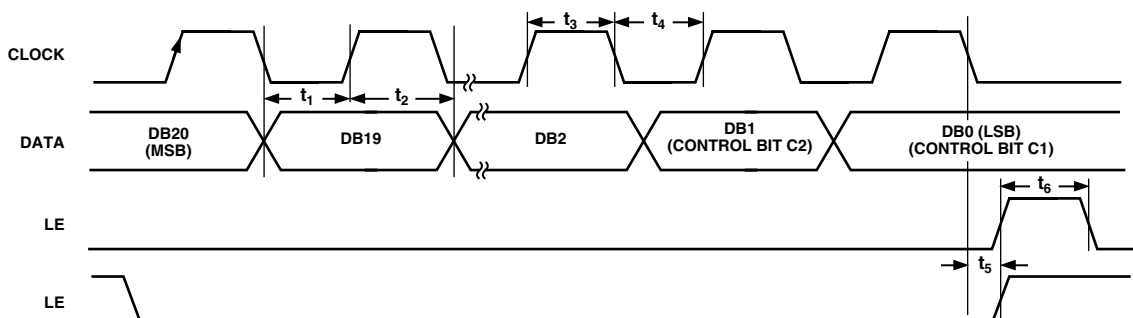 t3 t4
CLOCK
t1 t2
DATA
DB20
(MSB)
DB19
DB2
DB1
(CONTROL BIT C2)
DB0 (LSB)
(CONTROL BIT C1)
t6
LE
t5
LE